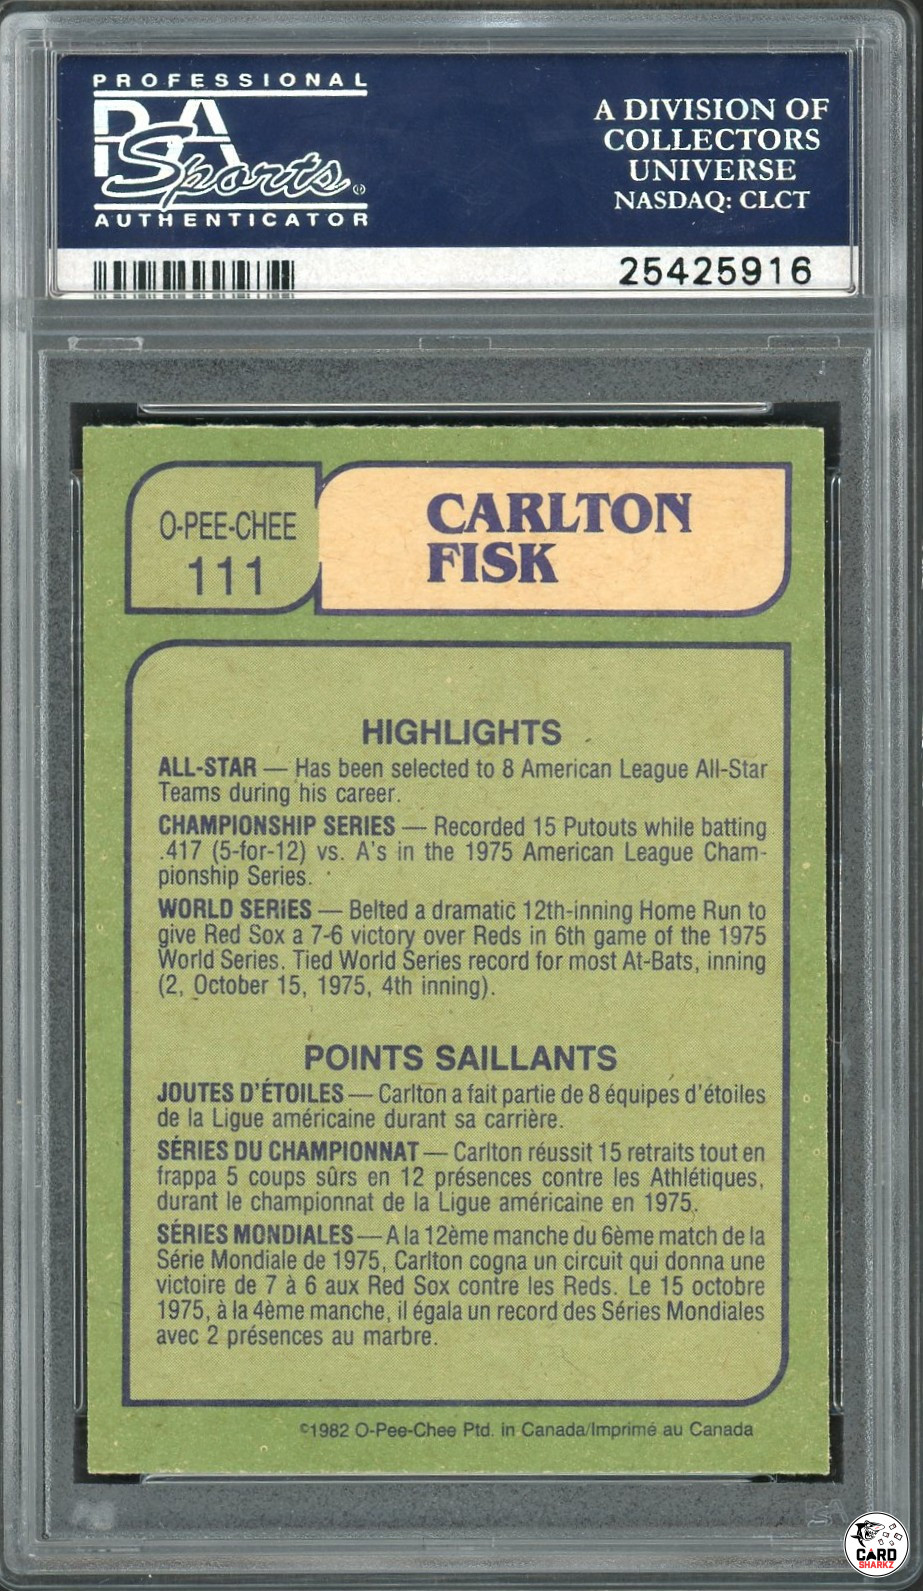 PROFESSIONAL
PSA
Sports
AUTHENTICATOR
A DIVISION OF
COLLECTORS
UNIVERSE
NASDAQ: CLCT
25425916
O-PEE-CHEE
111
CARLTON
FISK
HIGHLIGHTS
ALL-STAR — Has been selected to 8 American League All-Star
Teams during his career.
CHAMPIONSHIP SERIES — Recorded 15 Putouts while batting
.417 (5-for-12) vs. A's in the 1975 American League Cham-
pionship Series.
WORLD SERIES — Belted a dramatic 12th-inning Home Run to
give Red Sox a 7-6 victory over Reds in 6th game of the 1975
World Series. Tied World Series record for most At-Bats, inning
(2, October 15, 1975, 4th inning).
POINTS SAILLANTS
JOUTES D'ÉTOILES — Carlton a fait partie de 8 équipes d'étoiles
de la Ligue américaine durant sa carrière.
SÉRIES DU CHAMPIONNAT — Carlton réussit 15 retraits tout en
frappa 5 coups sûrs en 12 présences contre les Athlétiques,
durant le championnat de la Ligue américaine en 1975.
SÉRIES MONDIALES — A la 12ème manche du 6ème match de la
Série Mondiale de 1975, Carlton cogna un circuit qui donna une
victoire de 7 à 6 aux Red Sox contre les Reds. Le 15 octobre
1975, à la 4ème manche, il égala un record des Séries Mondiales
avec 2 présences au marbre.
©1982 O-Pee-Chee Ptd. in Canada/Imprimé au Canada
PSA
CARD
SHARKZ